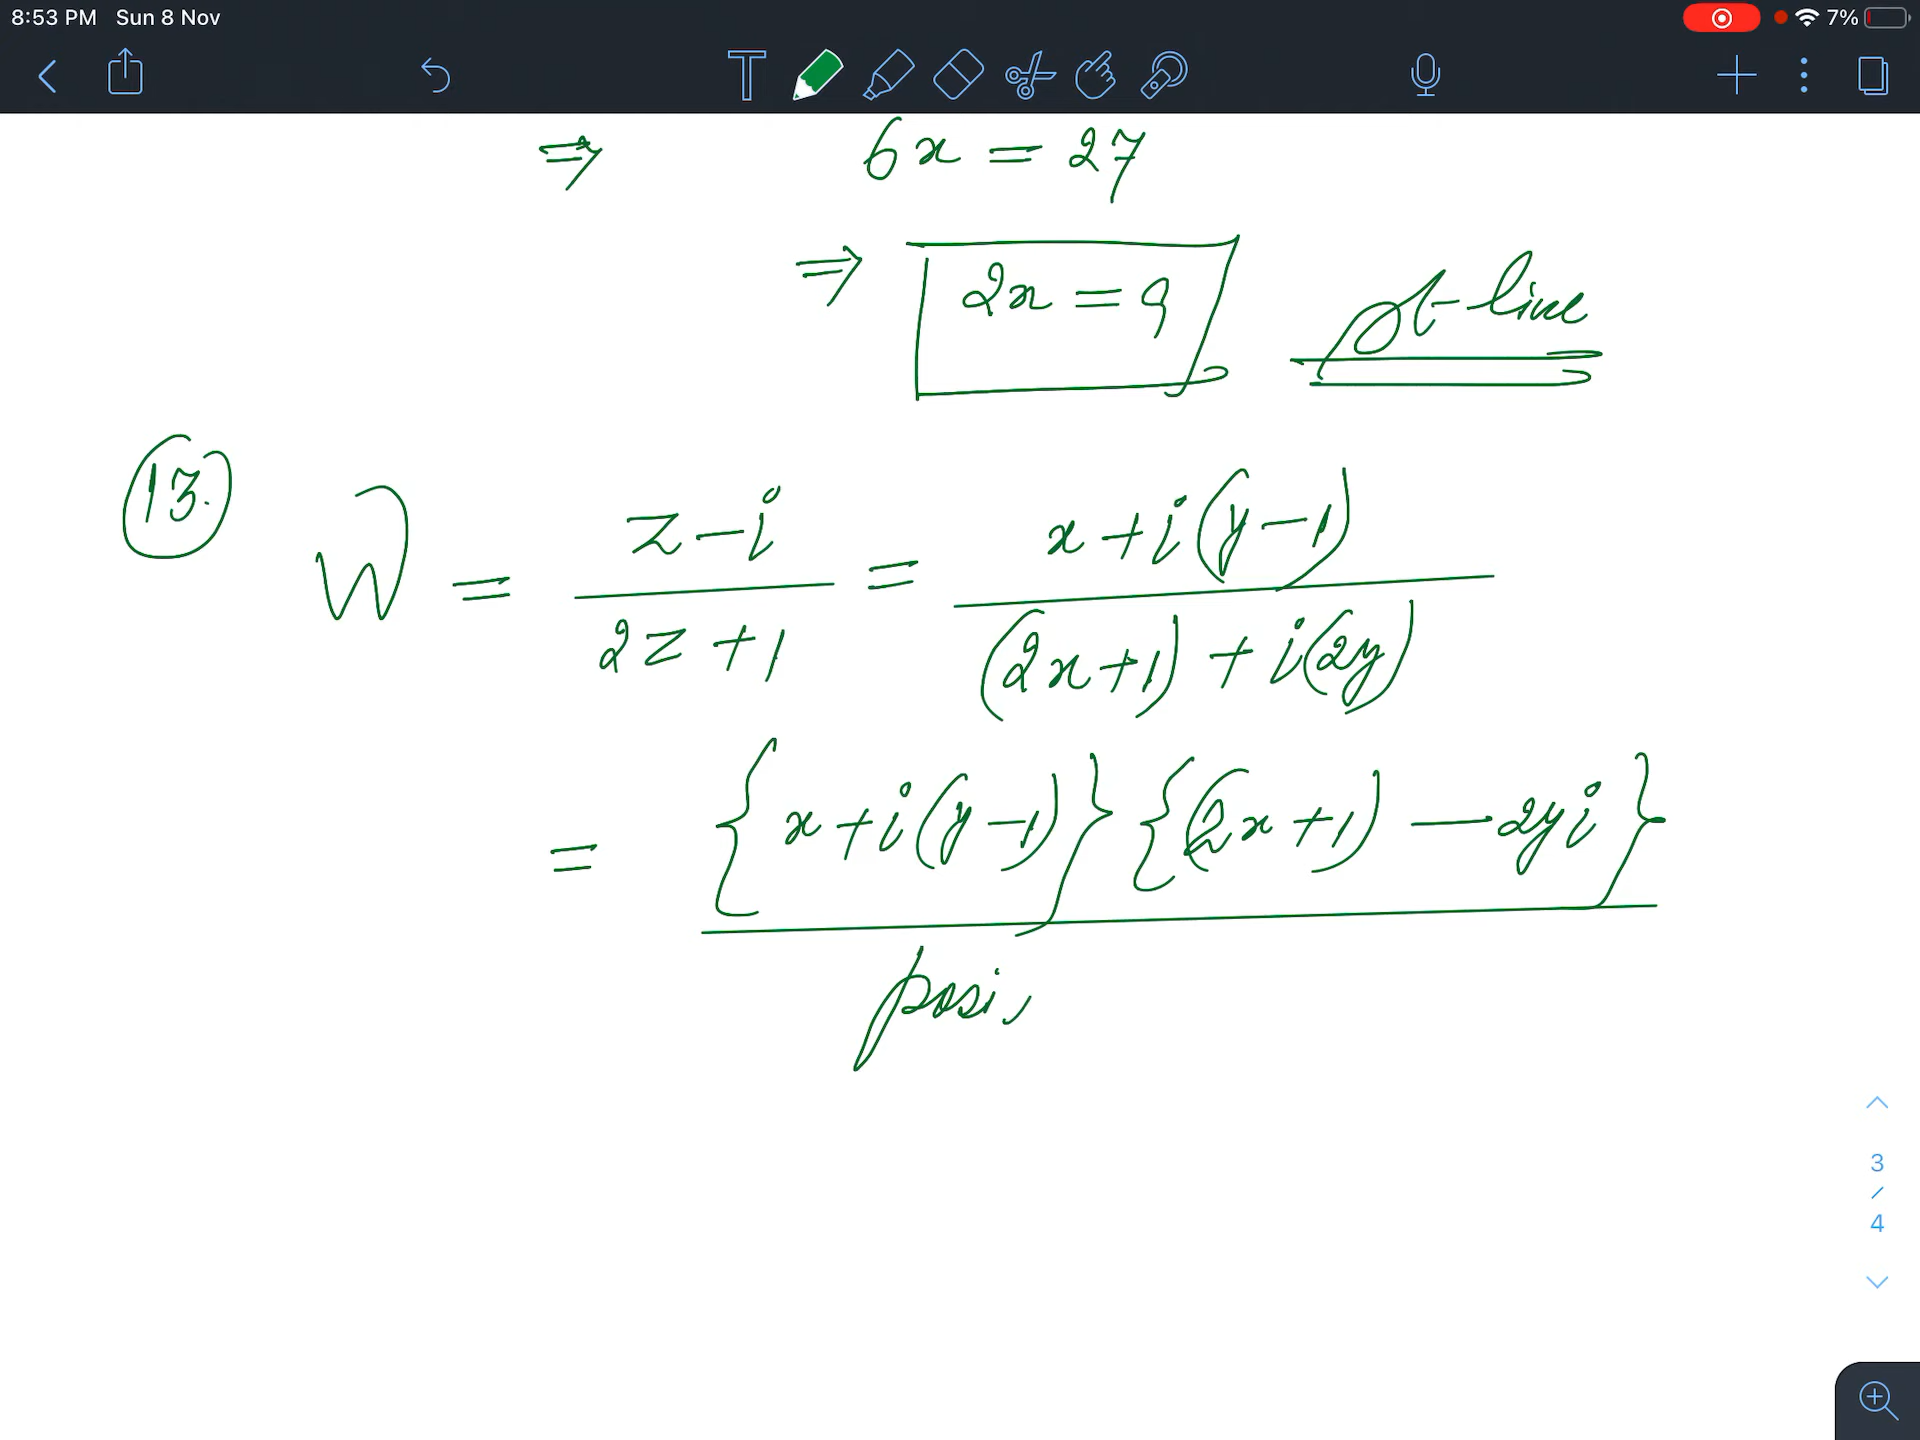 8:53 PM Sun 8 Nov 7%
T
⇒ 6x = 27
⇒ 2x = 9 st-line
13. W = (z-i)/(2z+1) = (x+i(y-1))/((2x+1)+i(2y))
= {x+i(y-1)}{(2x+1)-2yi}
posi
3
/
4